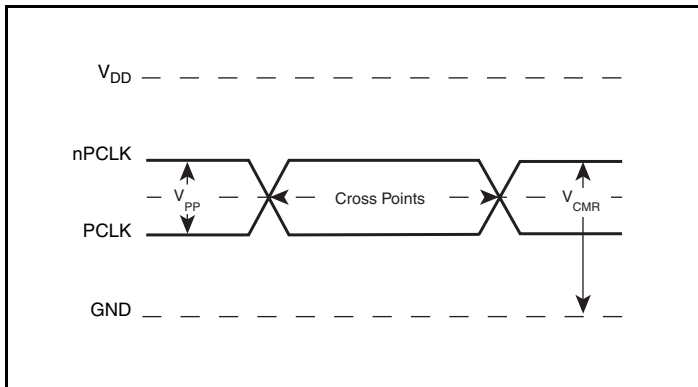 VDD
nPCLK
VPP
Cross Points
VCMR
PCLK
GND